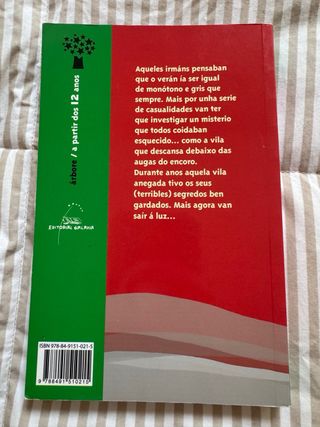 Aqueles irmáns pensaban
que o verán ía ser igual
de monótono e gris que
sempre. Mais por unha serie
de casualidades van ter
que investigar un misterio
que todos coidaban
esquecido... como a vila
que descansa debaixo das
augas do encoro.
Durante anos aquela vila
anegada tivo os seus
(terribles) segredos ben
gardados. Mais agora van
saír á luz...
árbore / a partir dos 12 anos
EDITORIAL GALAXIA
ISBN 978-84-9151-021-5
9 788491 510215